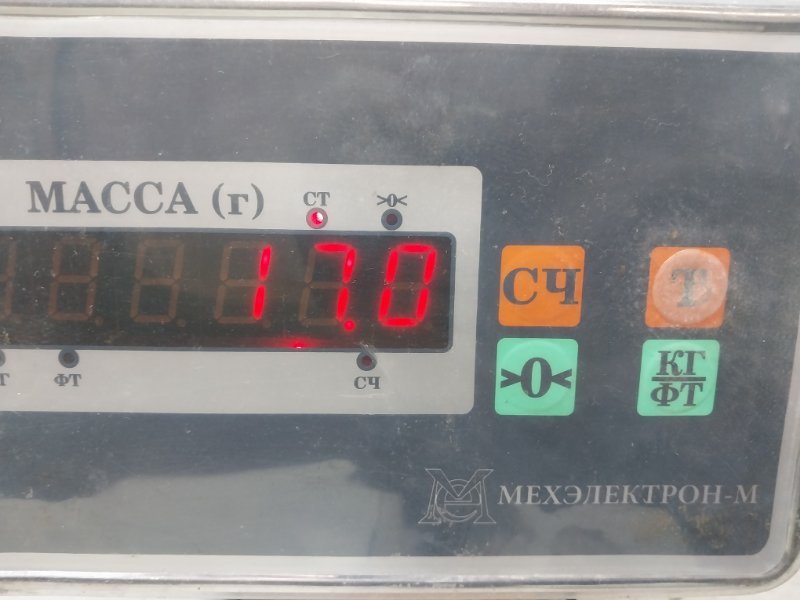 МАССА (г)
СТ
>0<
17.0
ФТ
СЧ
СЧ
Т
>0<
КГ
ФТ
МЕХЭЛЕКТРОН-М